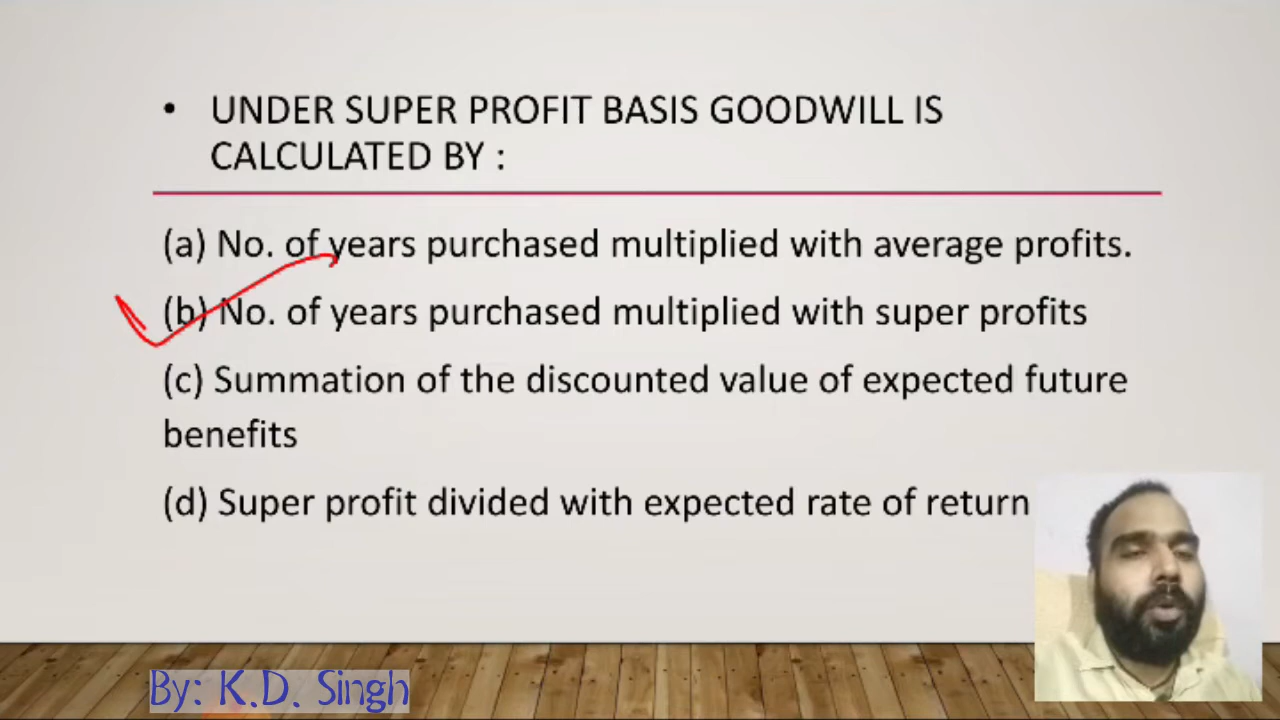 • UNDER SUPER PROFIT BASIS GOODWILL IS
CALCULATED BY :
(a) No. of years purchased multiplied with average profits.
(b) No. of years purchased multiplied with super profits
(c) Summation of the discounted value of expected future
benefits
(d) Super profit divided with expected rate of return
By: K.D. Singh